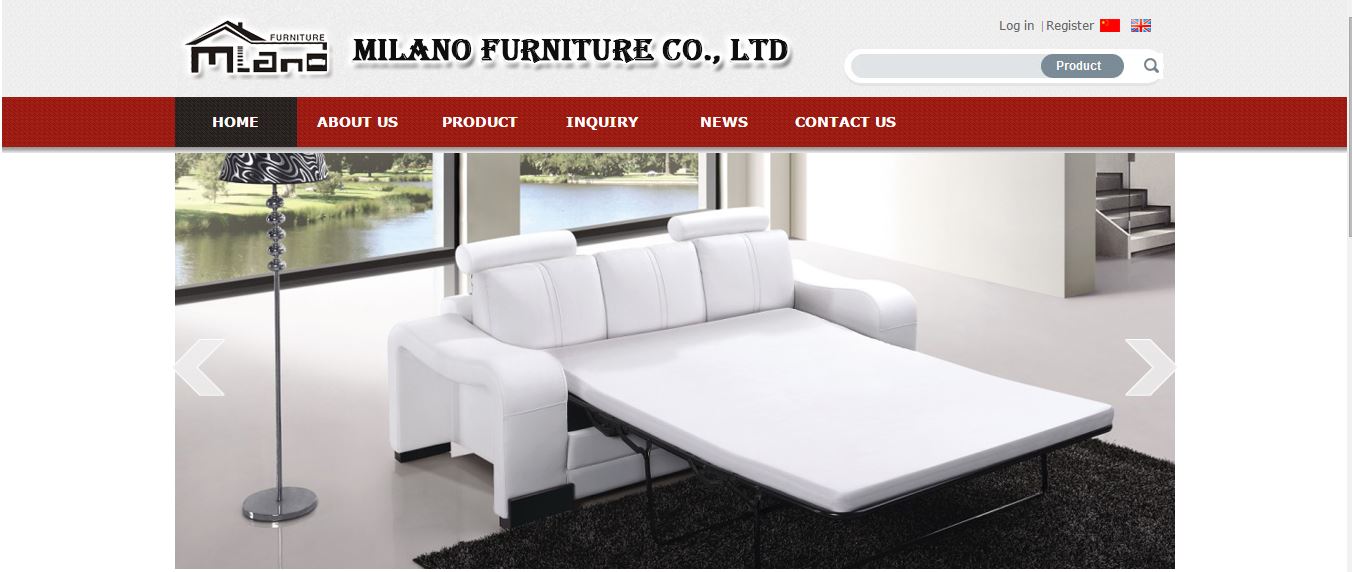 FURNITURE
Milano
MILANO FURNITURE CO., LTD
Log in | Register
Product
HOME ABOUT US PRODUCT INQUIRY NEWS CONTACT US